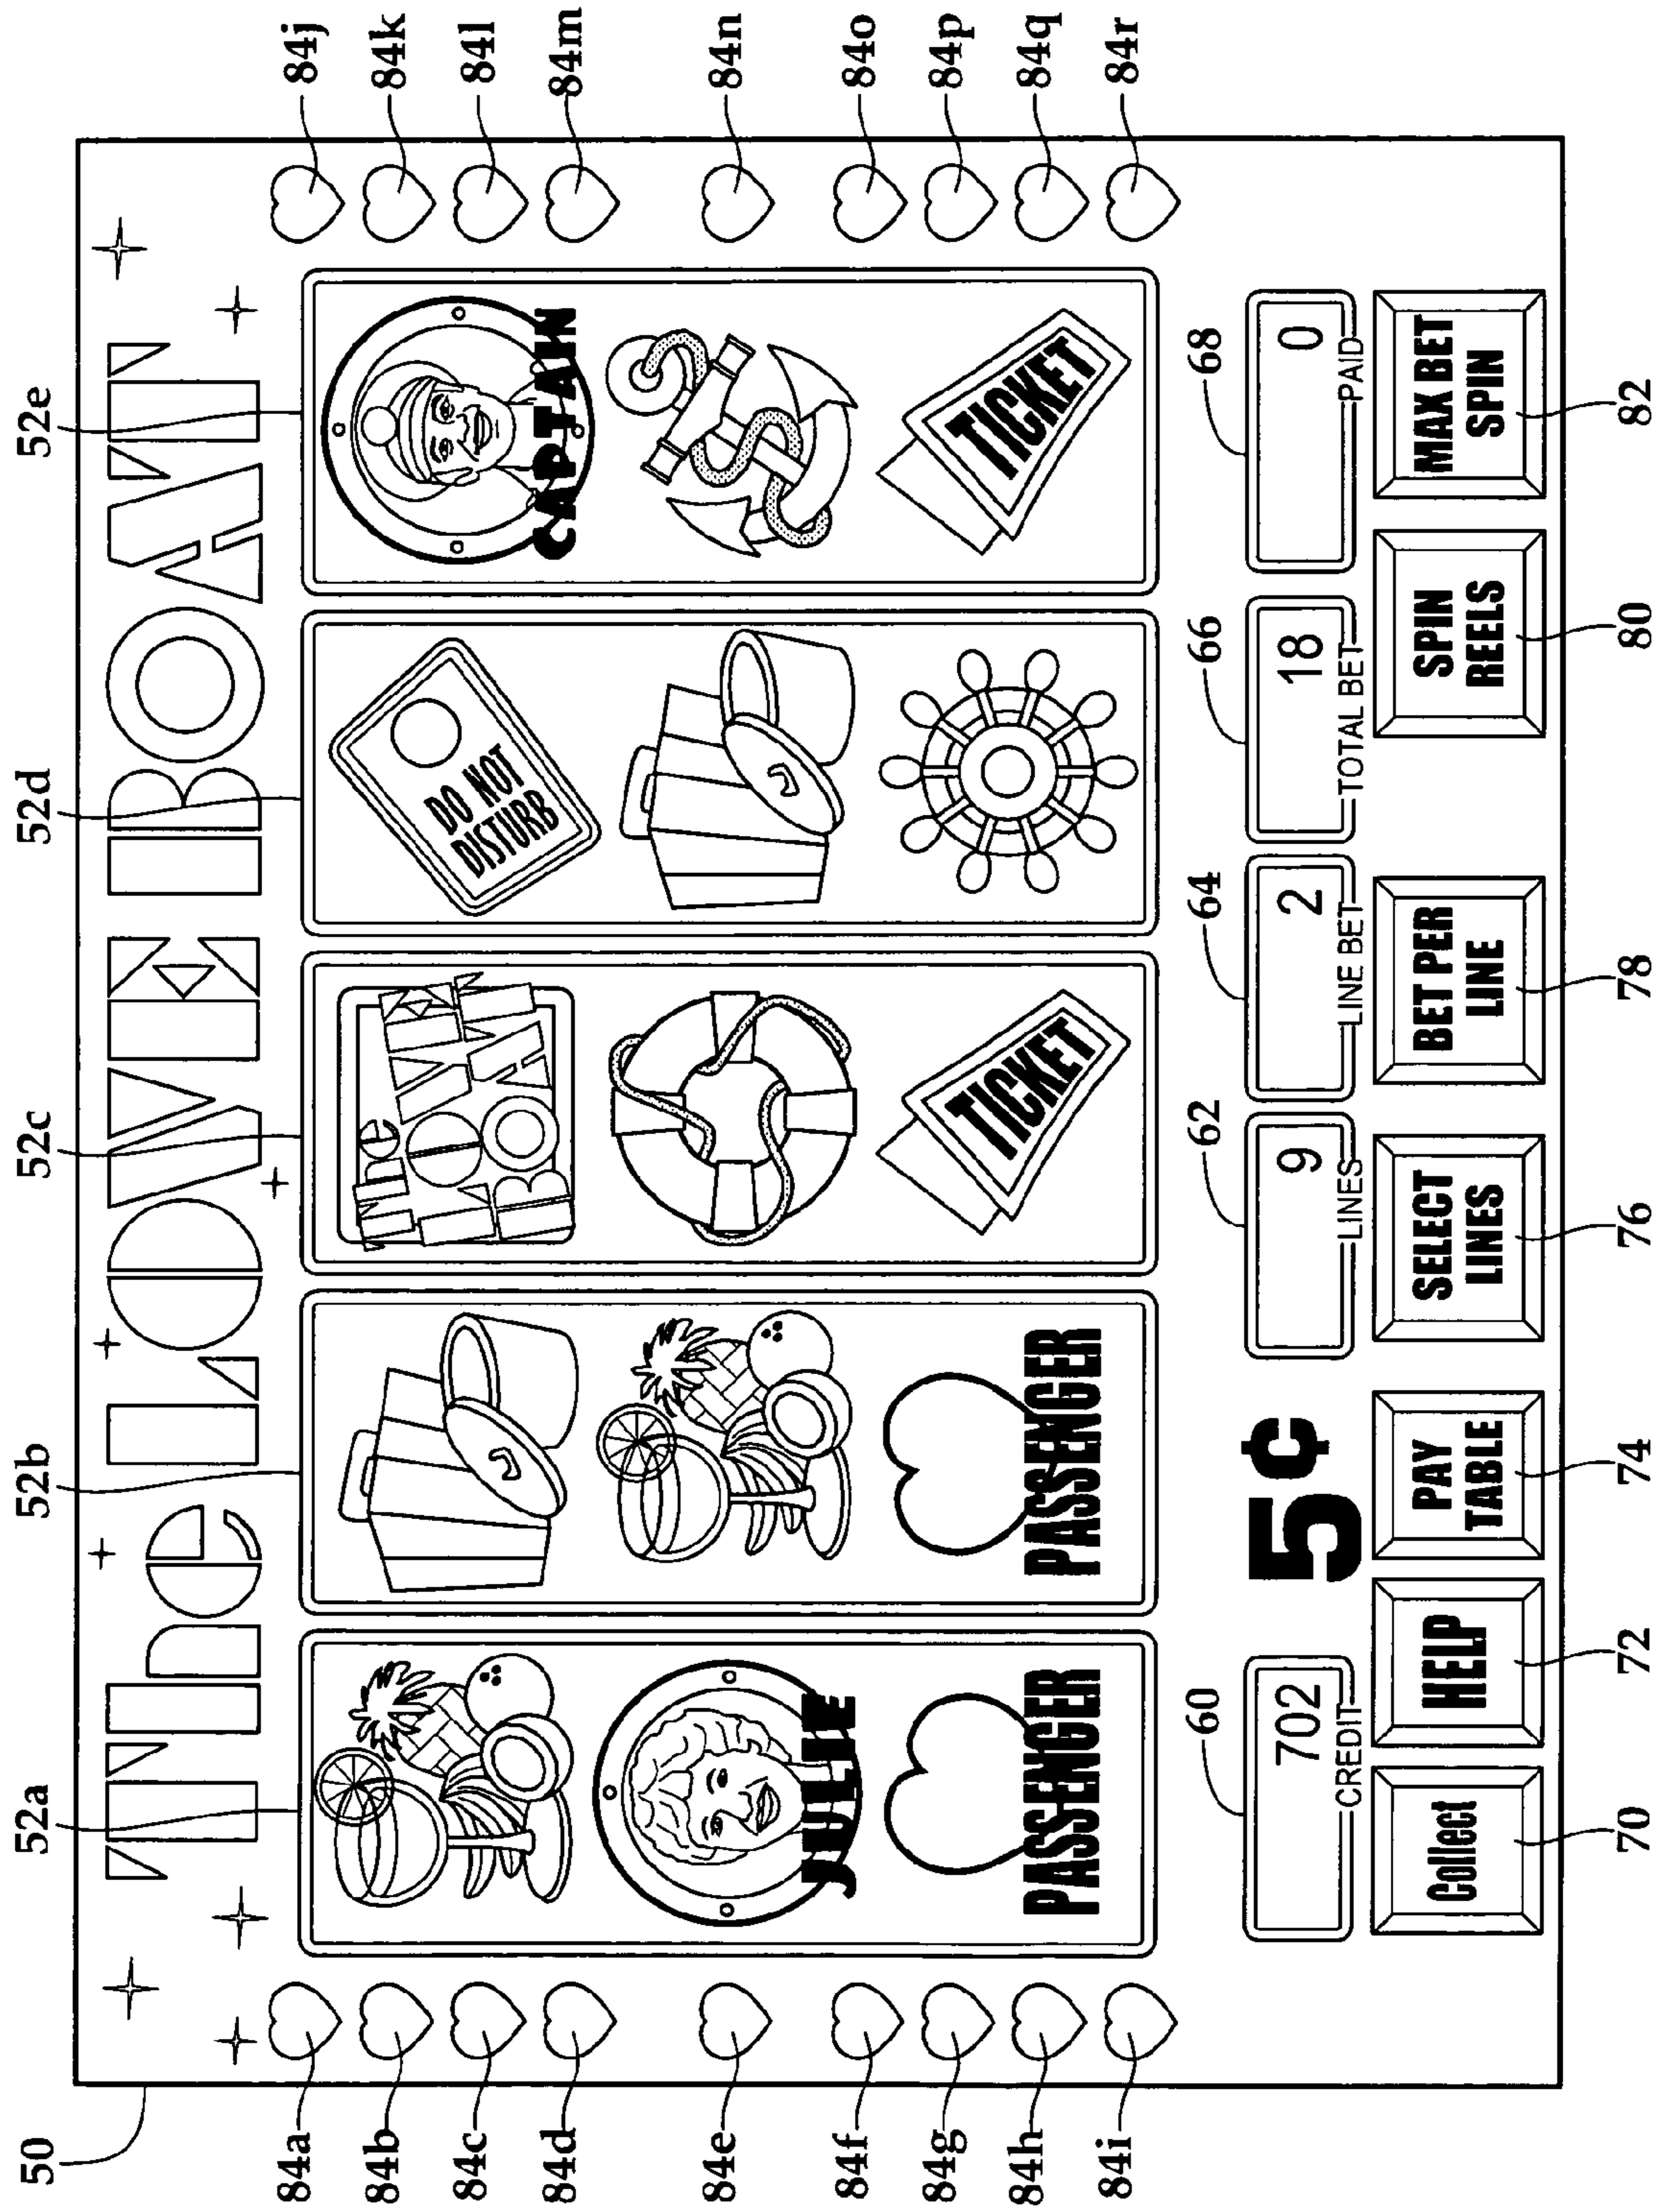 50
52a
52b
52c
52d
52e
The LOVE BOAT
84a
84b
84c
84d
84e
84f
84g
84h
84i
84j
84k
84l
84m
84n
84o
84p
84q
84r
The
LOVE
BOAT
DO NOT
DISTURB
CAPTAIN
JULIE
PASSENGER
PASSENGER
TICKET
TICKET
60
62
64
66
68
702
5¢
9
2
18
0
CREDIT
LINES
LINE BET
TOTAL BET
PAID
Collect
HELP
PAY
TABLE
SELECT
LINES
BET PER
LINE
SPIN
REELS
MAX BET
SPIN
70
72
74
76
78
80
82